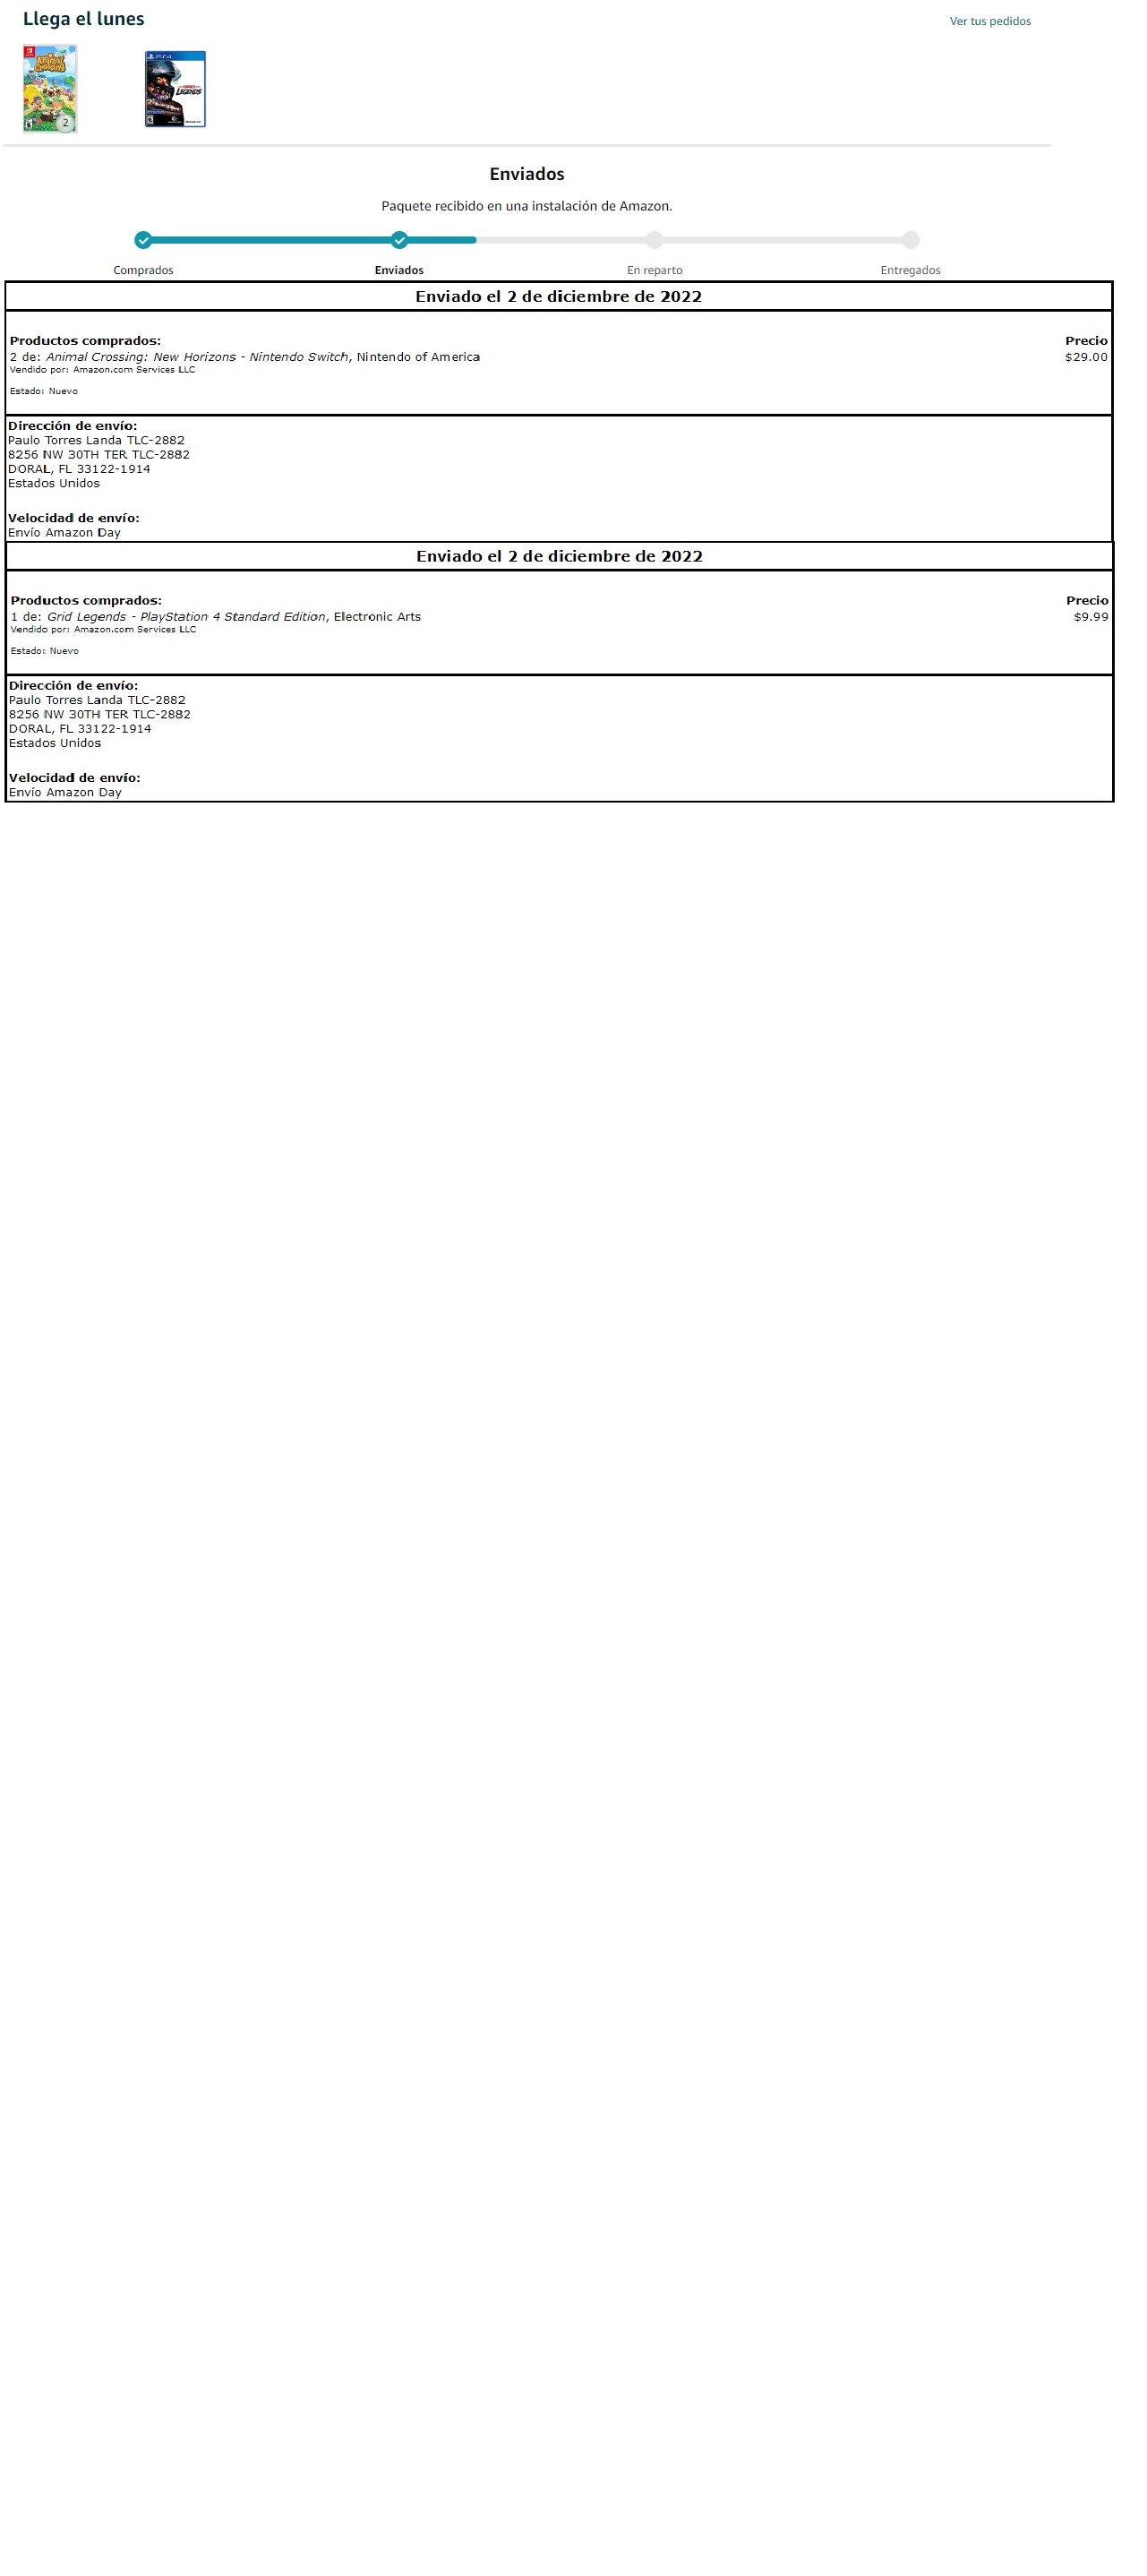 Llega el lunes
Ver tus pedidos
Animal Crossing
2
PS4
LEGENDS
Enviados
Paquete recibido en una instalación de Amazon.
Comprados
Enviados
En reparto
Entregados
Enviado el 2 de diciembre de 2022
Productos comprados:
Precio
2 de: Animal Crossing: New Horizons - Nintendo Switch, Nintendo of America
$29.00
Vendido por: Amazon.com Services LLC
Estado: Nuevo
Dirección de envío:
Paulo Torres Landa TLC-2882
8256 NW 30TH TER TLC-2882
DORAL, FL 33122-1914
Estados Unidos
Velocidad de envío:
Envío Amazon Day
Enviado el 2 de diciembre de 2022
Productos comprados:
Precio
1 de: Grid Legends - PlayStation 4 Standard Edition, Electronic Arts
$9.99
Vendido por: Amazon.com Services LLC
Estado: Nuevo
Dirección de envío:
Paulo Torres Landa TLC-2882
8256 NW 30TH TER TLC-2882
DORAL, FL 33122-1914
Estados Unidos
Velocidad de envío:
Envío Amazon Day